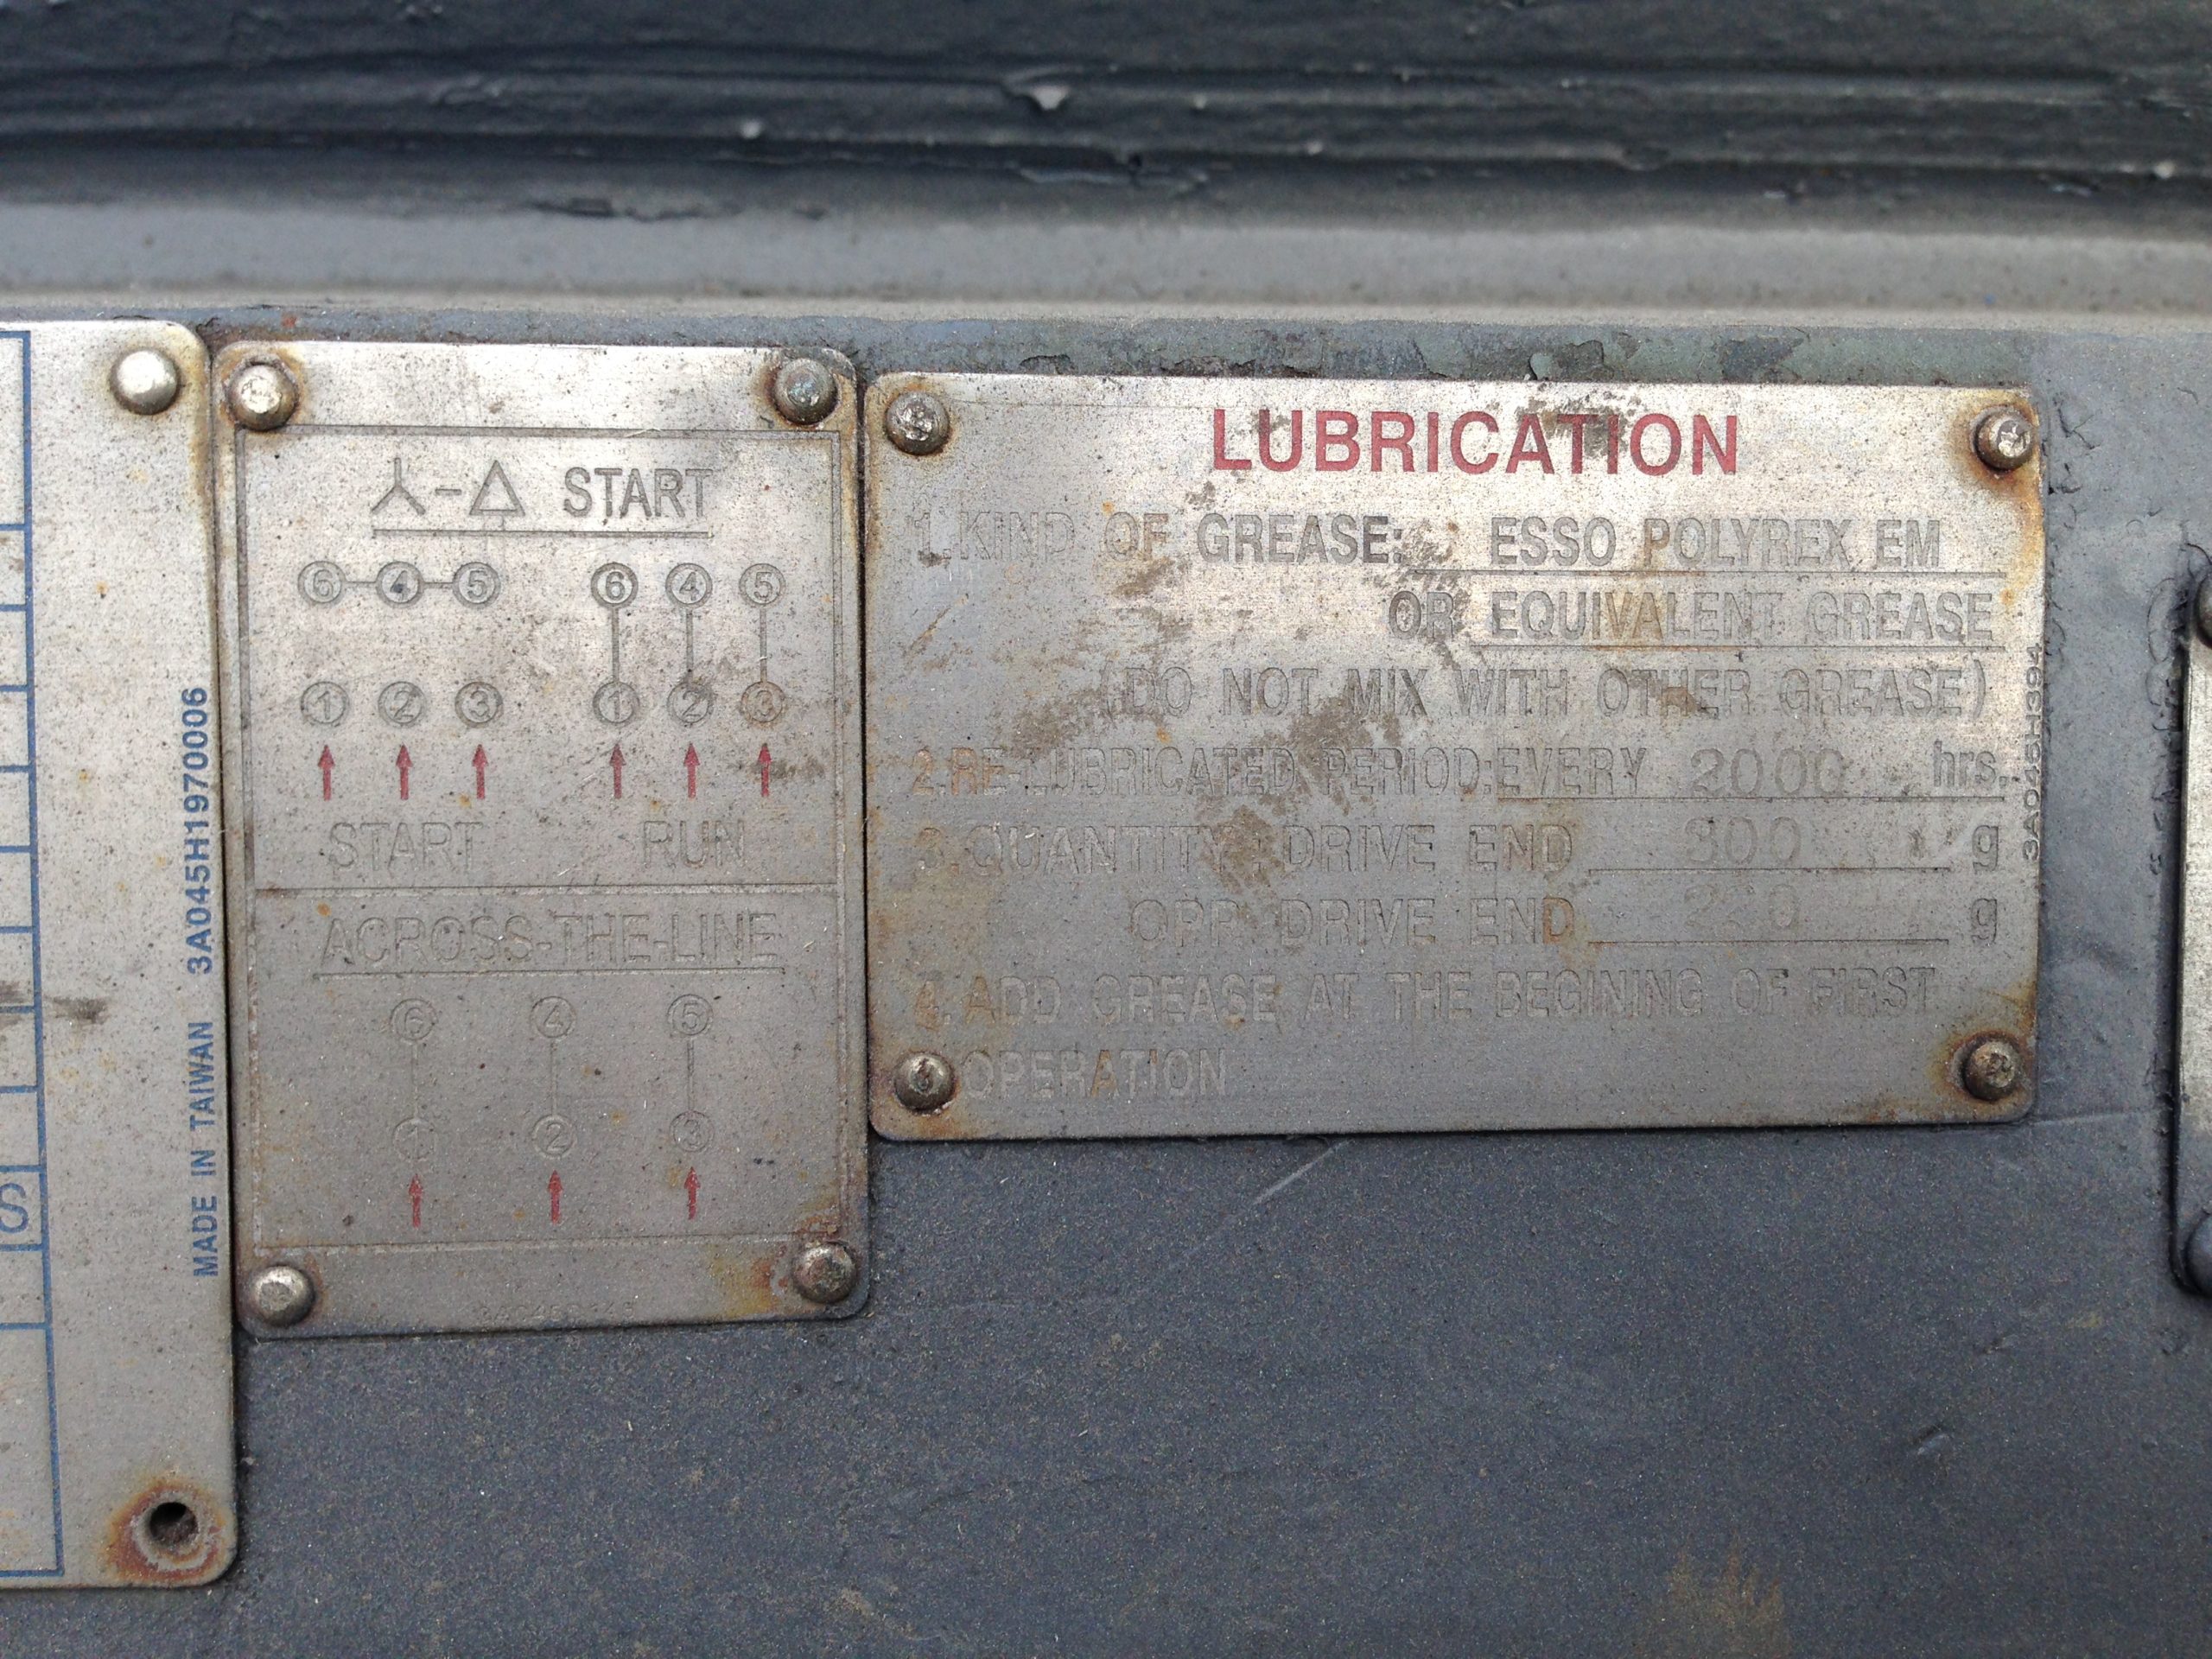 S
MADE IN TAIWAN 3A045H1970006
START
6 4 5 6 4 5
1 2 3 1 2 3
START RUN
ACROSS-THE-LINE
6 4 5
1 2 3
LUBRICATION
1.KIND OF GREASE: ESSO POLYREX EM
OR EQUIVALENT GREASE
(DO NOT MIX WITH OTHER GREASE)
2.RE-LUBRICATED PERIOD:EVERY 2000 hrs.
3.QUANTITY: DRIVE END g
OPP. DRIVE END g
4.ADD GREASE AT THE BEGINING OF FIRST
OPERATION
3A045H394